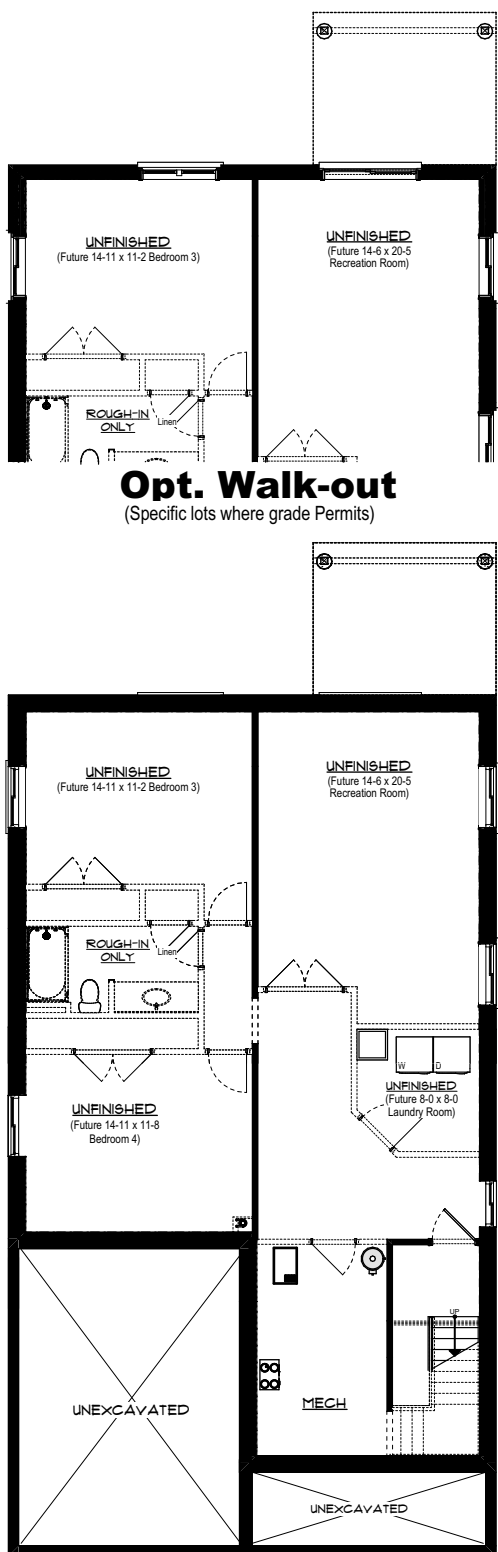 UNFINISHED
(Future 14-11 x 11-2 Bedroom 3)
UNFINISHED
(Future 14-6 x 20-5
Recreation Room)
ROUGH-IN
ONLY
Linen
Opt. Walk-out
(Specific lots where grade Permits)
UNFINISHED
(Future 14-11 x 11-2 Bedroom 3)
UNFINISHED
(Future 14-6 x 20-5
Recreation Room)
ROUGH-IN
ONLY
Linen
W
D
UNFINISHED
(Future 8-0 x 8-0
Laundry Room)
UNFINISHED
(Future 14-11 x 11-8
Bedroom 4)
UP
MECH
UNEXCAVATED
UNEXCAVATED